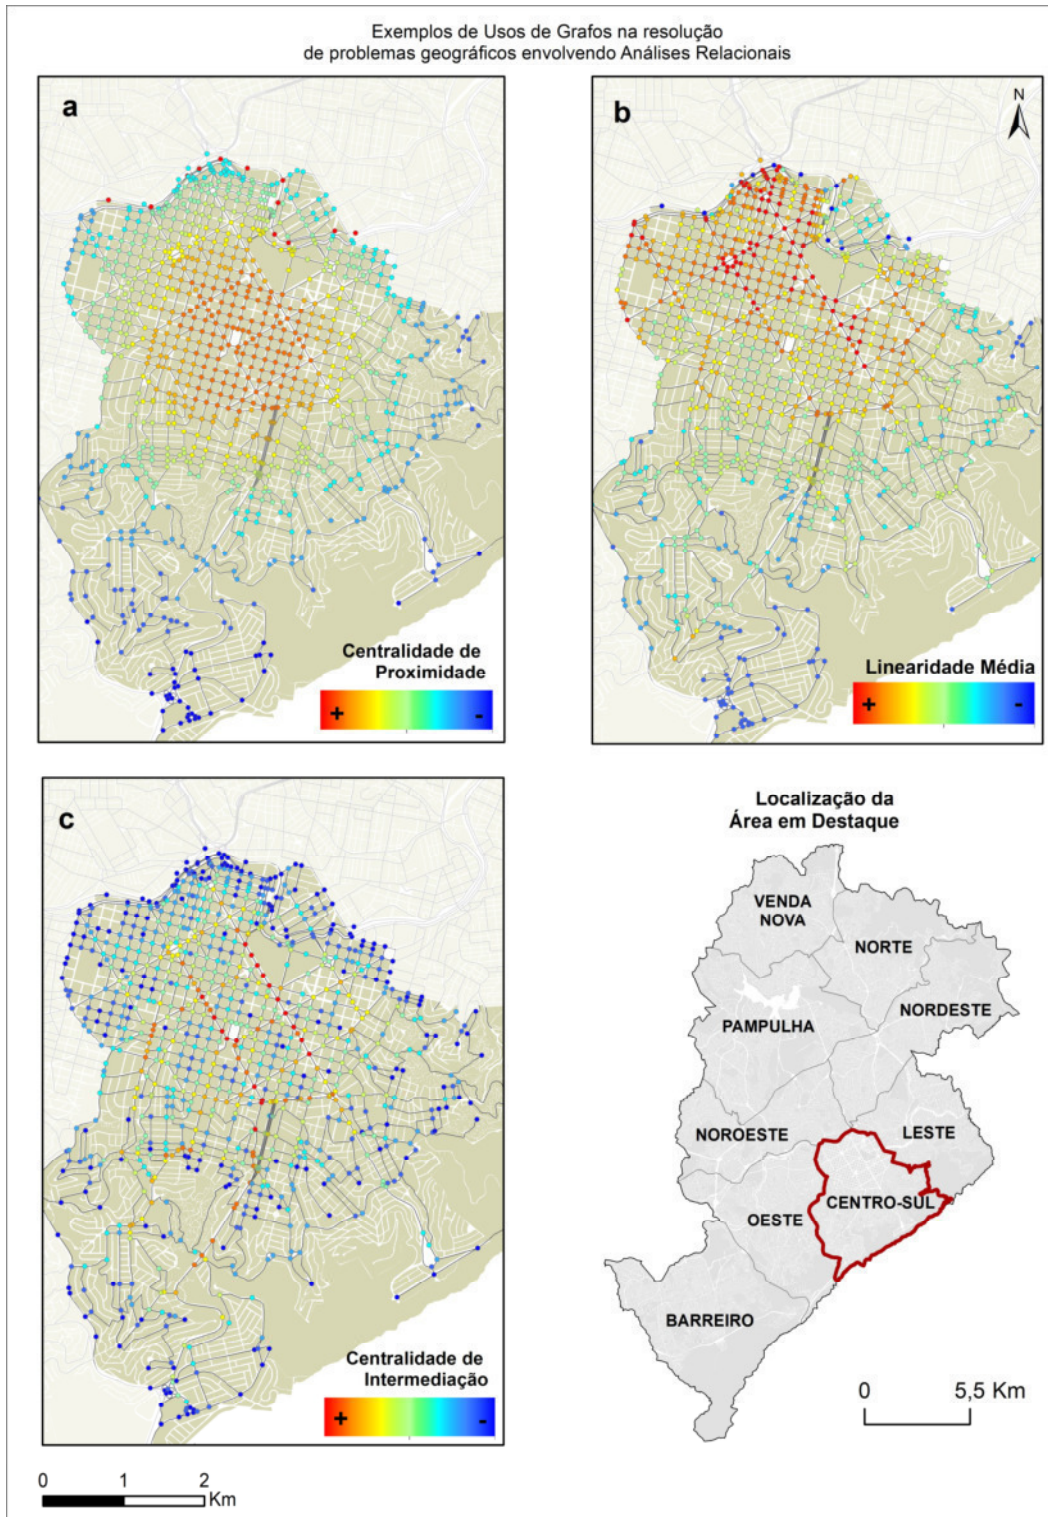 Exemplos de Usos de Grafos na resolução
de problemas geográficos envolvendo Análises Relacionais
a
Centralidade de
Proximidade
+ -
b
N
Linearidade Média
+ -
c
Centralidade de
Intermediação
+ -
0 1 2
Km
Localização da
Área em Destaque
VENDA
NOVA
NORTE
PAMPULHA
NORDESTE
NOROESTE
LESTE
CENTRO-SUL
OESTE
BARREIRO
0 5,5 Km